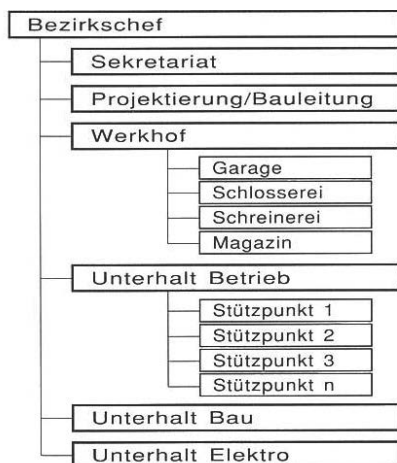 Bezirkschef
Sekretariat
Projektierung/Bauleitung
Werkhof
Garage
Schlosserei
Schreinerei
Magazin
Unterhalt Betrieb
Stützpunkt 1
Stützpunkt 2
Stützpunkt 3
Stützpunkt n
Unterhalt Bau
Unterhalt Elektro